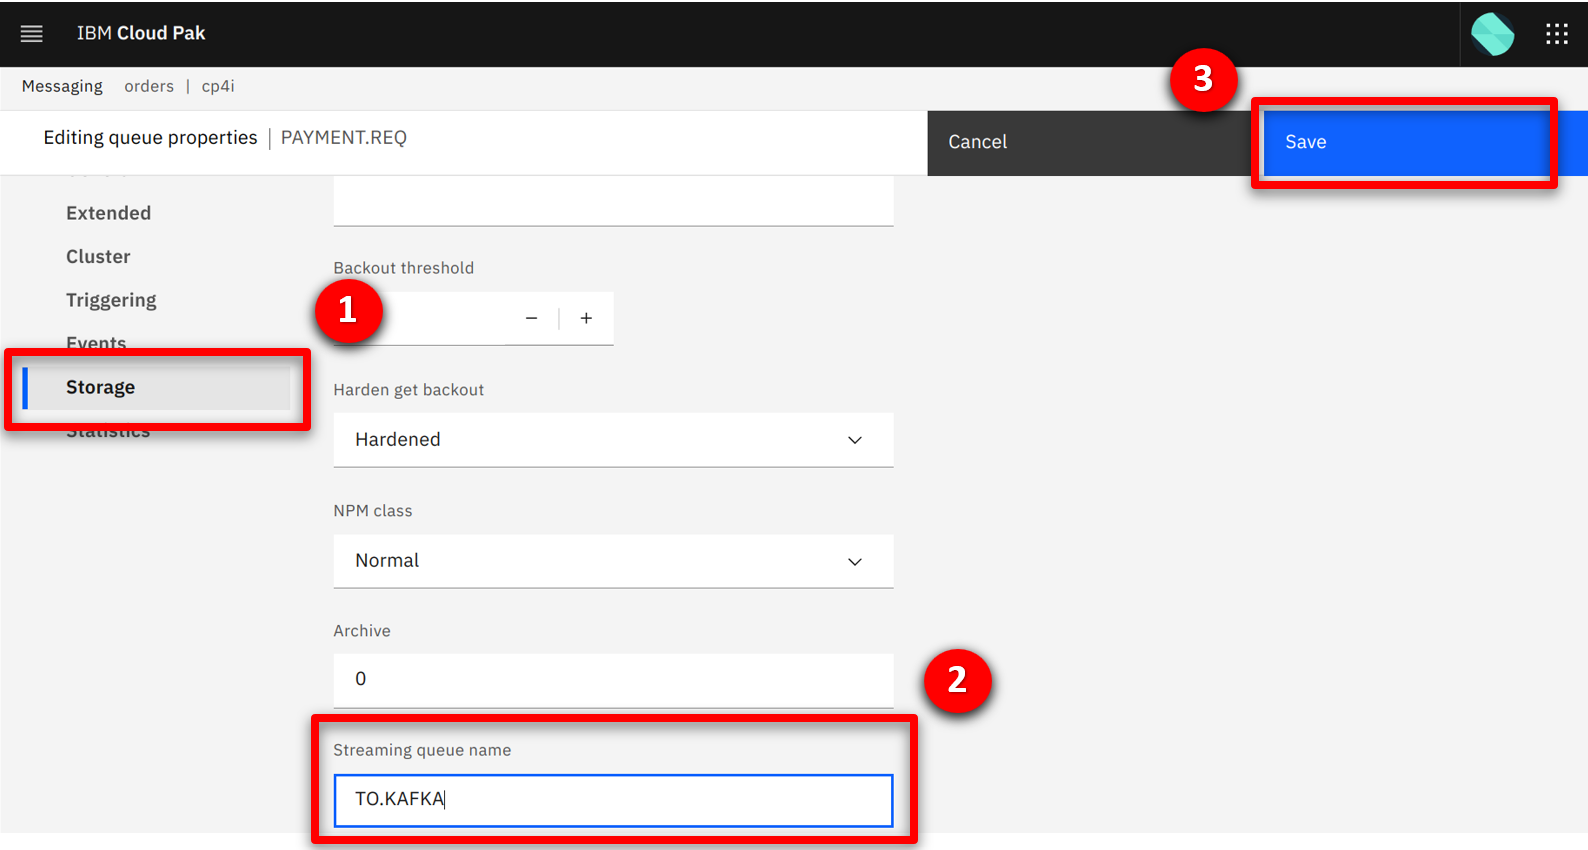 IBM Cloud Pak
3
Messaging orders | cp4i
Editing queue properties | PAYMENT.REQ
Cancel
Save
Extended
Cluster
Triggering
Events
Storage
Statistics
Backout threshold
1
− | +
Harden get backout
Hardened
NPM class
Normal
Archive
0
2
Streaming queue name
TO.KAFKA